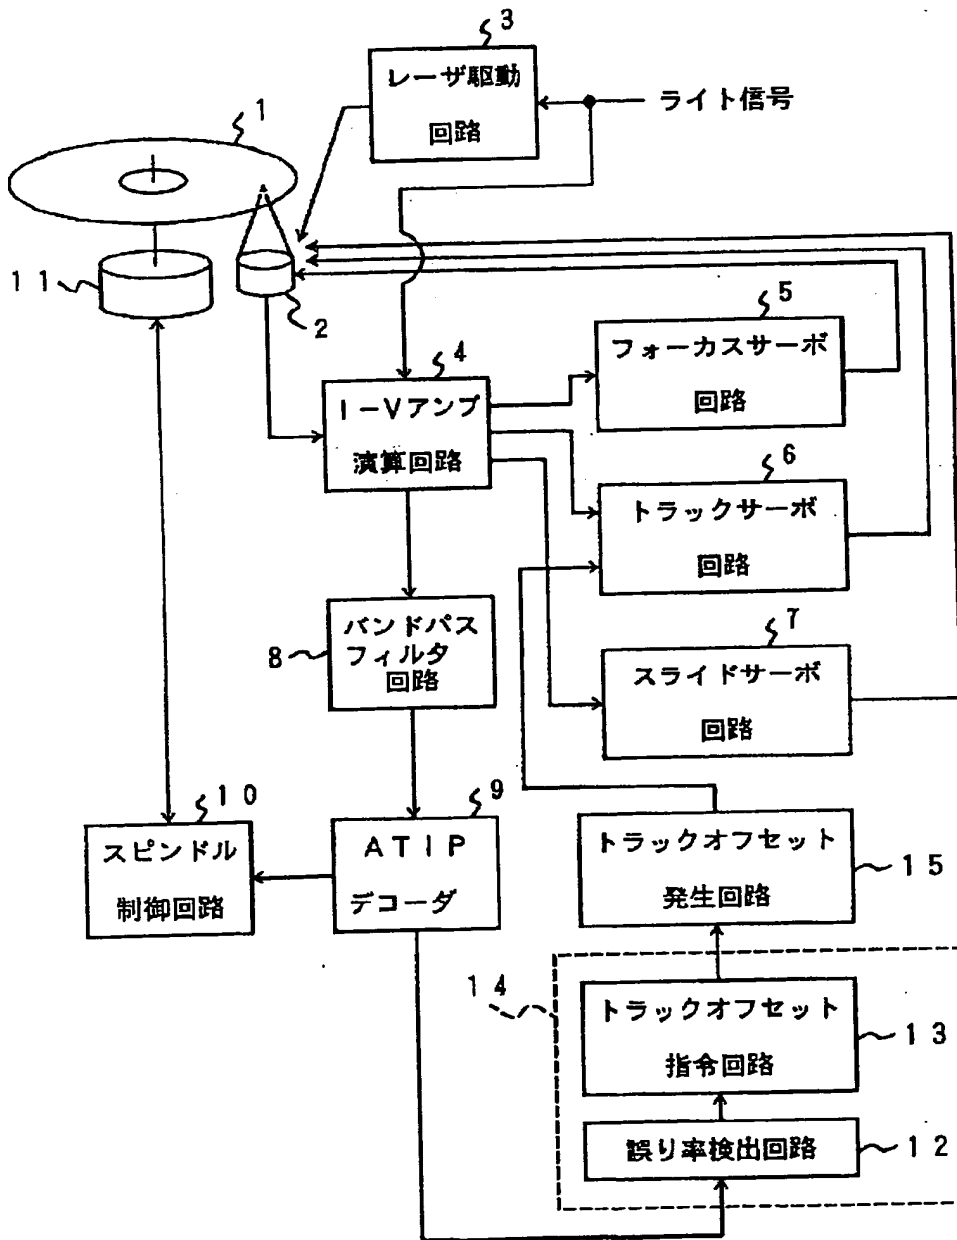 3
レーザ駆動
回路
ライト信号
1
11
2
5
フォーカスサーボ
回路
4
I-Vアンプ
演算回路
6
トラックサーボ
回路
8
バンドパス
フィルタ
回路
7
スライドサーボ
回路
10
スピンドル
制御回路
9
ATIP
デコーダ
トラックオフセット
発生回路
15
14
トラックオフセット
指令回路
13
誤り率検出回路
12